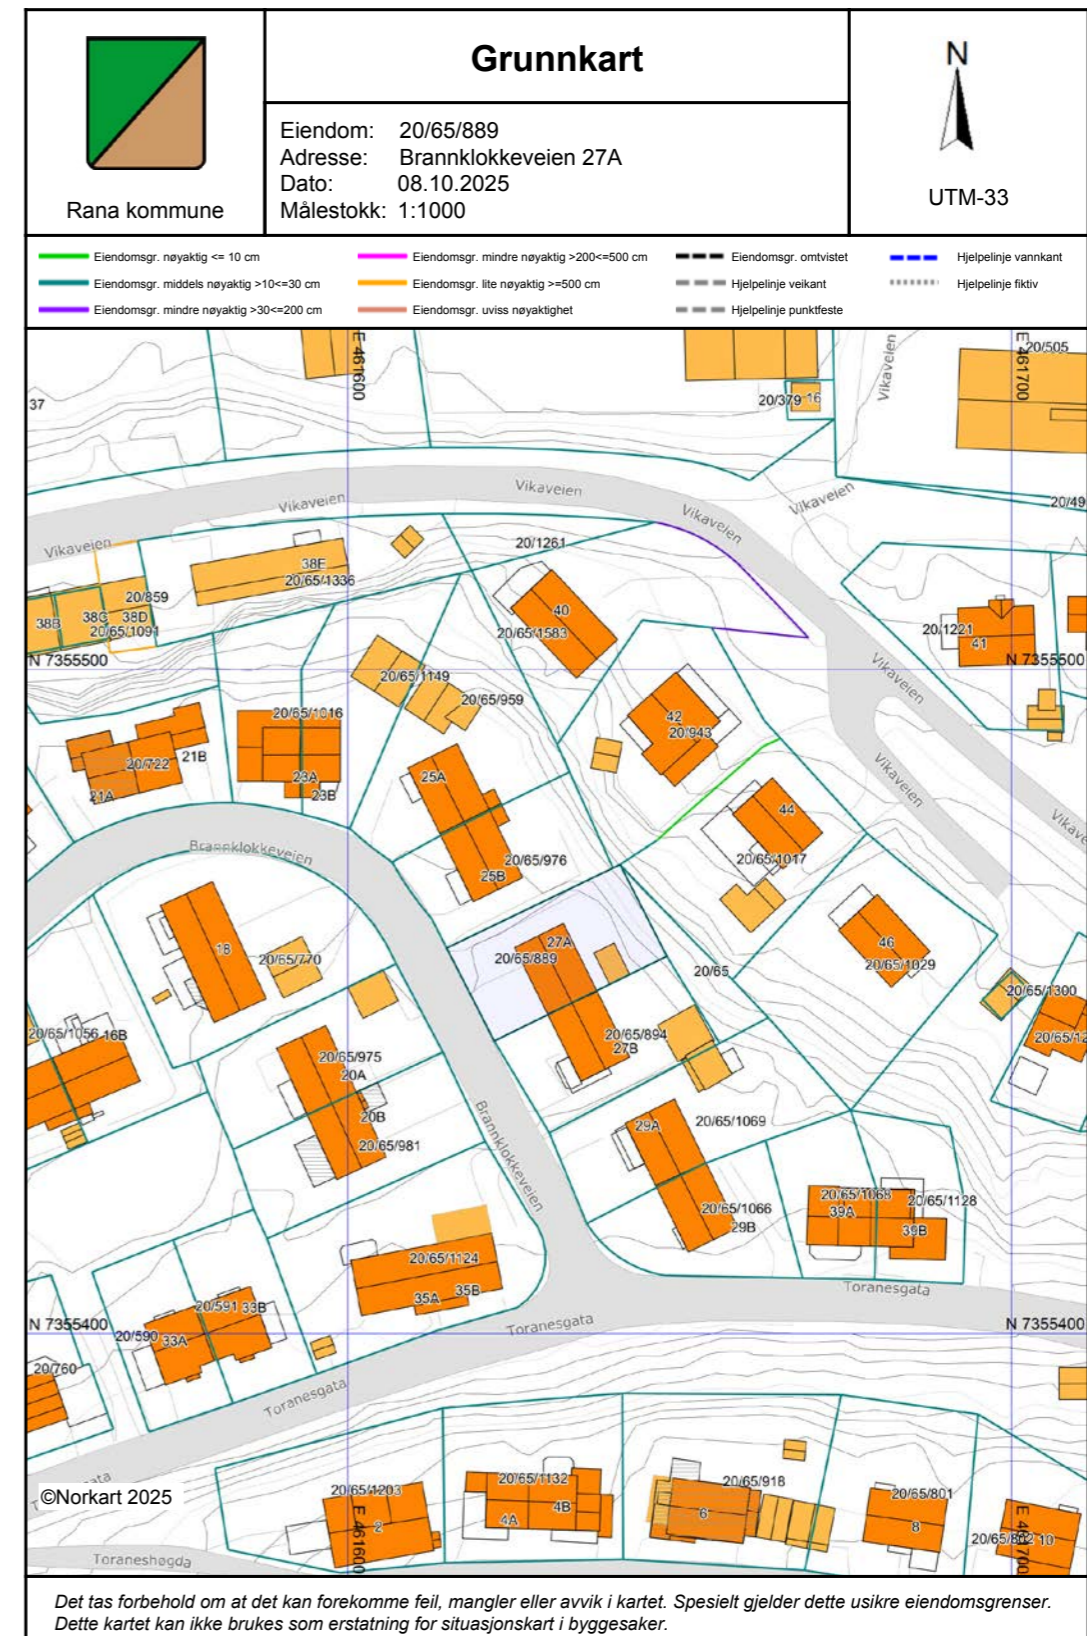 Grunnkart
Rana kommune
Eiendom: 20/65/889
Adresse: Brannklokkeveien 27A
Dato: 08.10.2025
Målestokk: 1:1000
N
UTM-33
Eiendomsgr. nøyaktig <= 10 cm
Eiendomsgr. middels nøyaktig >10<=30 cm
Eiendomsgr. mindre nøyaktig >30<=200 cm
Eiendomsgr. mindre nøyaktig >200<=500 cm
Eiendomsgr. lite nøyaktig >=500 cm
Eiendomsgr. uviss nøyaktighet
Eiendomsgr. omtvistet
Hjelpelinje veikant
Hjelpelinje punktfeste
Hjelpelinje vannkant
Hjelpelinje fiktiv
E 461600
E 461700
20/505
37
20/379
16
Vikaveien
Vikaveien
20/49
Vikaveien
Vikaveien
Vikaveien
Vikaveien
20/1261
38E
20/65/1336
20/859
38B
38C
38D
20/65/1091
40
20/65/1583
20/1221
41
N 7355500
N 7355500
Vikaveien
20/65/1149
20/65/959
20/65/1016
42
20/943
21B
20/722
21A
23A
23B
25A
Vikaveien
44
Brannklokkeveien
20/65/976
25B
20/65/1017
18
20/65/770
27A
20/65/889
20/65
46
20/65/1029
20/65/1300
20/65/1056
16B
20/65/894
27B
20/65/975
20A
20B
20/65/981
Brannklokkeveien
29A
20/65/1069
20/65/1066
29B
20/65/1068
39A
20/65/1128
39B
20/65/1124
35A
35B
Toranesgata
Toranesgata
N 7355400
N 7355400
20/591
33B
20/590
33A
20/760
Toranesgata
©Norkart 2025
20/65/1203
2
20/65/1132
4A
4B
20/65/918
6
20/65/801
8
20/65/802
10
E 461600
E 461700
Toraneshøgda
Det tas forbehold om at det kan forekomme feil, mangler eller avvik i kartet. Spesielt gjelder dette usikre eiendomsgrenser.
Dette kartet kan ikke brukes som erstatning for situasjonskart i byggesaker.